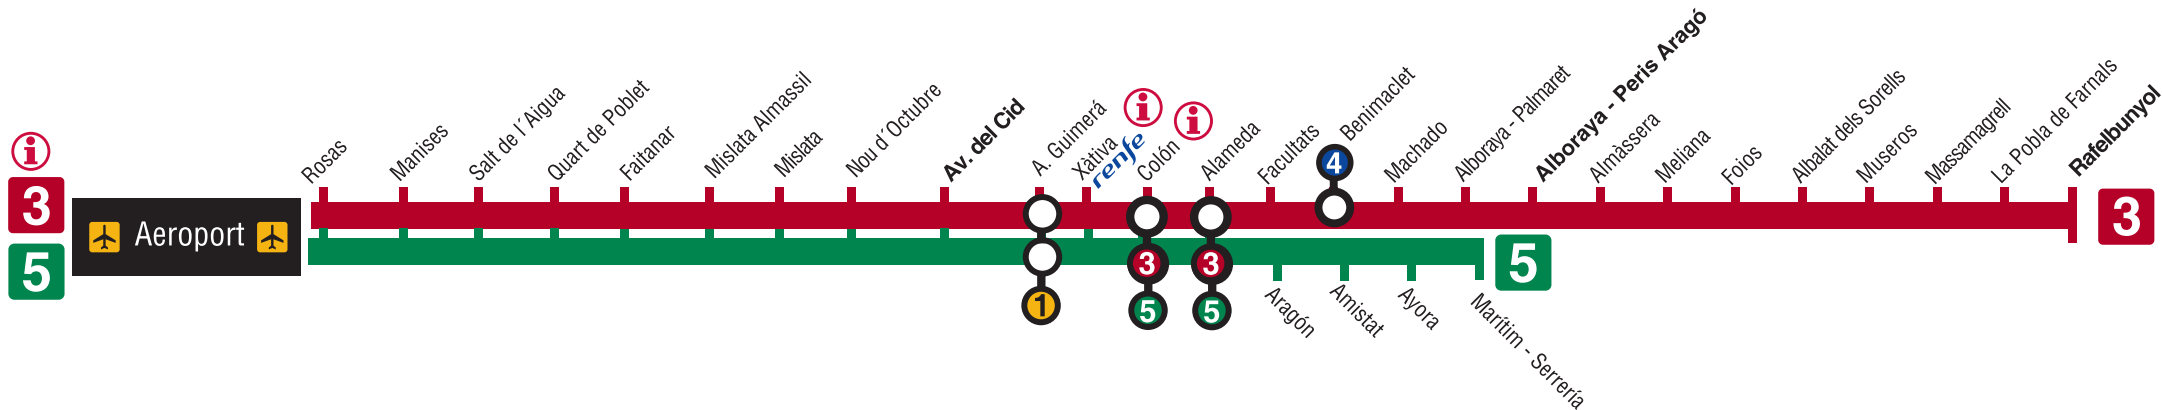 3
5
Aeroport
Rosas
Manises
Salt de l´Aigua
Quart de Poblet
Faitanar
Mislata Almassil
Mislata
Nou d´Octubre
Av. del Cid
A. Guimerá
Xàtiva
renfe
i
Colón
i
Alameda
Facultats
4
Benimaclet
Machado
Alboraya - Palmaret
Alboraya - Peris Aragó
Almàssera
Meliana
Foios
Albalat dels Sorells
Museros
Massamagrell
La Pobla de Farnals
Rafelbunyol
3
i
1
3
5
3
5
Aragón
Amistat
Ayora
Marítim - Serrería
5